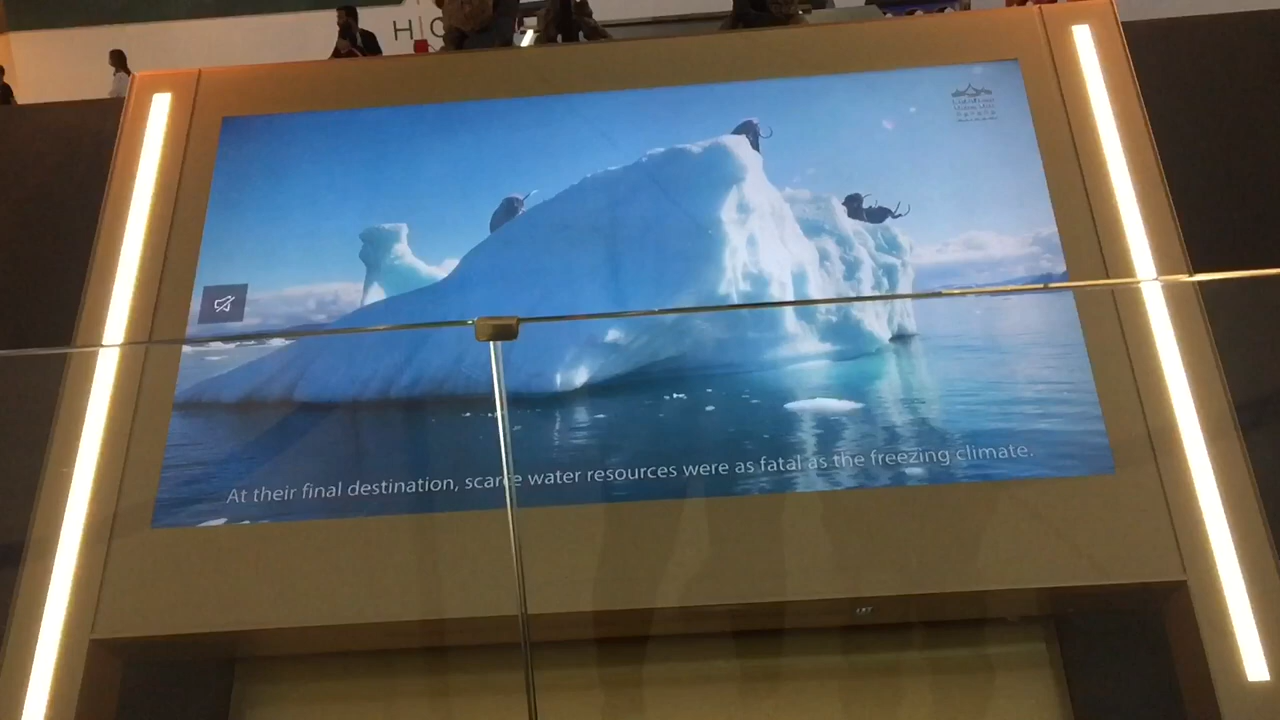 At their final destination, scarce water resources were as fatal as the freezing climate.